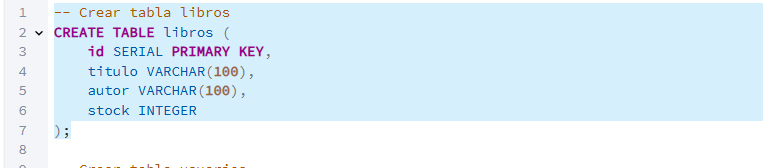 1 -- Crear tabla libros
2 CREATE TABLE libros (
3 id SERIAL PRIMARY KEY,
4 titulo VARCHAR(100),
5 autor VARCHAR(100),
6 stock INTEGER
7 );
8